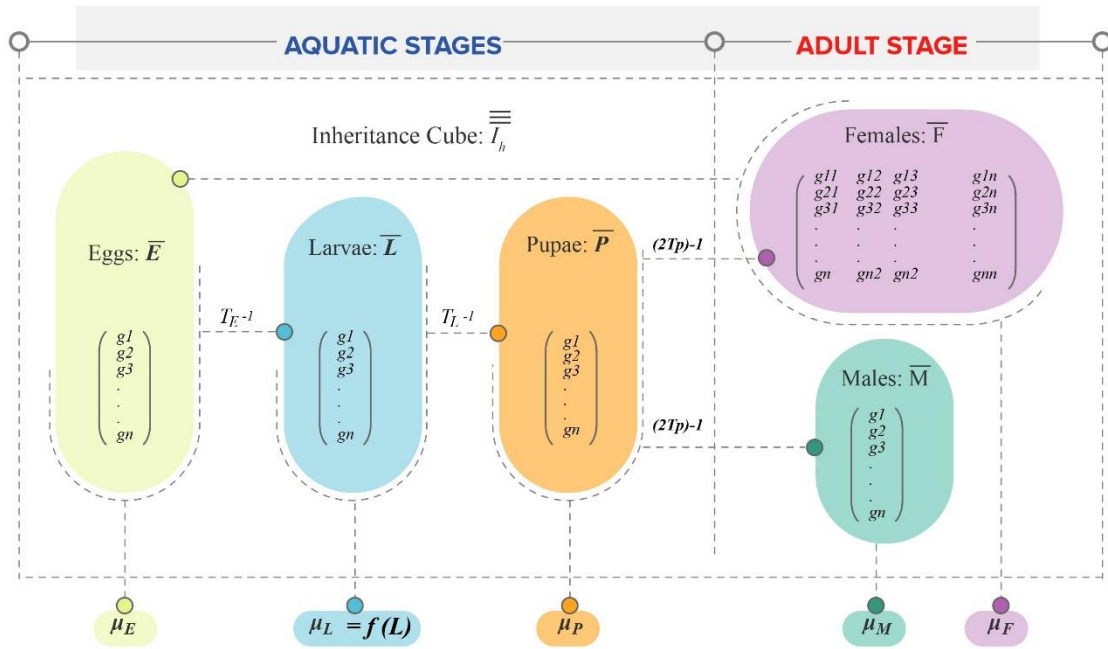 AQUATIC STAGES
ADULT STAGE
Inheritance Cube: I_h
Females: F
g11 g12 g13 g1n
g21 g22 g23 g2n
g31 g32 g33 g3n
. . . .
. . . .
. . . .
gn gn2 gn2 gnn
Eggs: E
g1
g2
g3
.
.
.
gn
T_E -1
Larvae: L
g1
g2
g3
.
.
.
gn
T_L -1
Pupae: P
g1
g2
g3
.
.
.
gn
(2Tp)-1
(2Tp)-1
Males: M
g1
g2
g3
.
.
.
gn
μ_E
μ_L = f (L)
μ_P
μ_M
μ_F